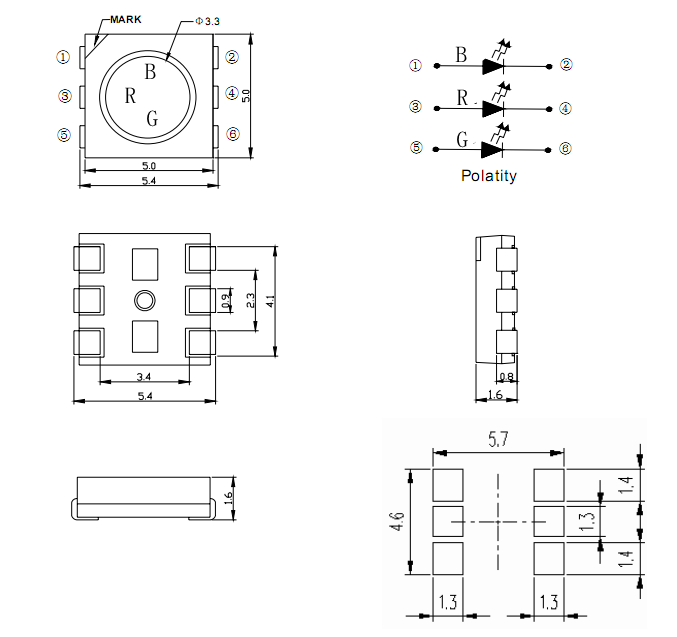 MARK
Φ3.3
① B ②
③ R ④
⑤ G ⑥
5.0
5.0
5.4
① B ②
③ R ④
⑤ G ⑥
Polatity
0.9
2.3
4.1
3.4
5.4
0.8
1.6
1.6
5.7
4.6
1.4
1.3
1.4
1.3
1.3